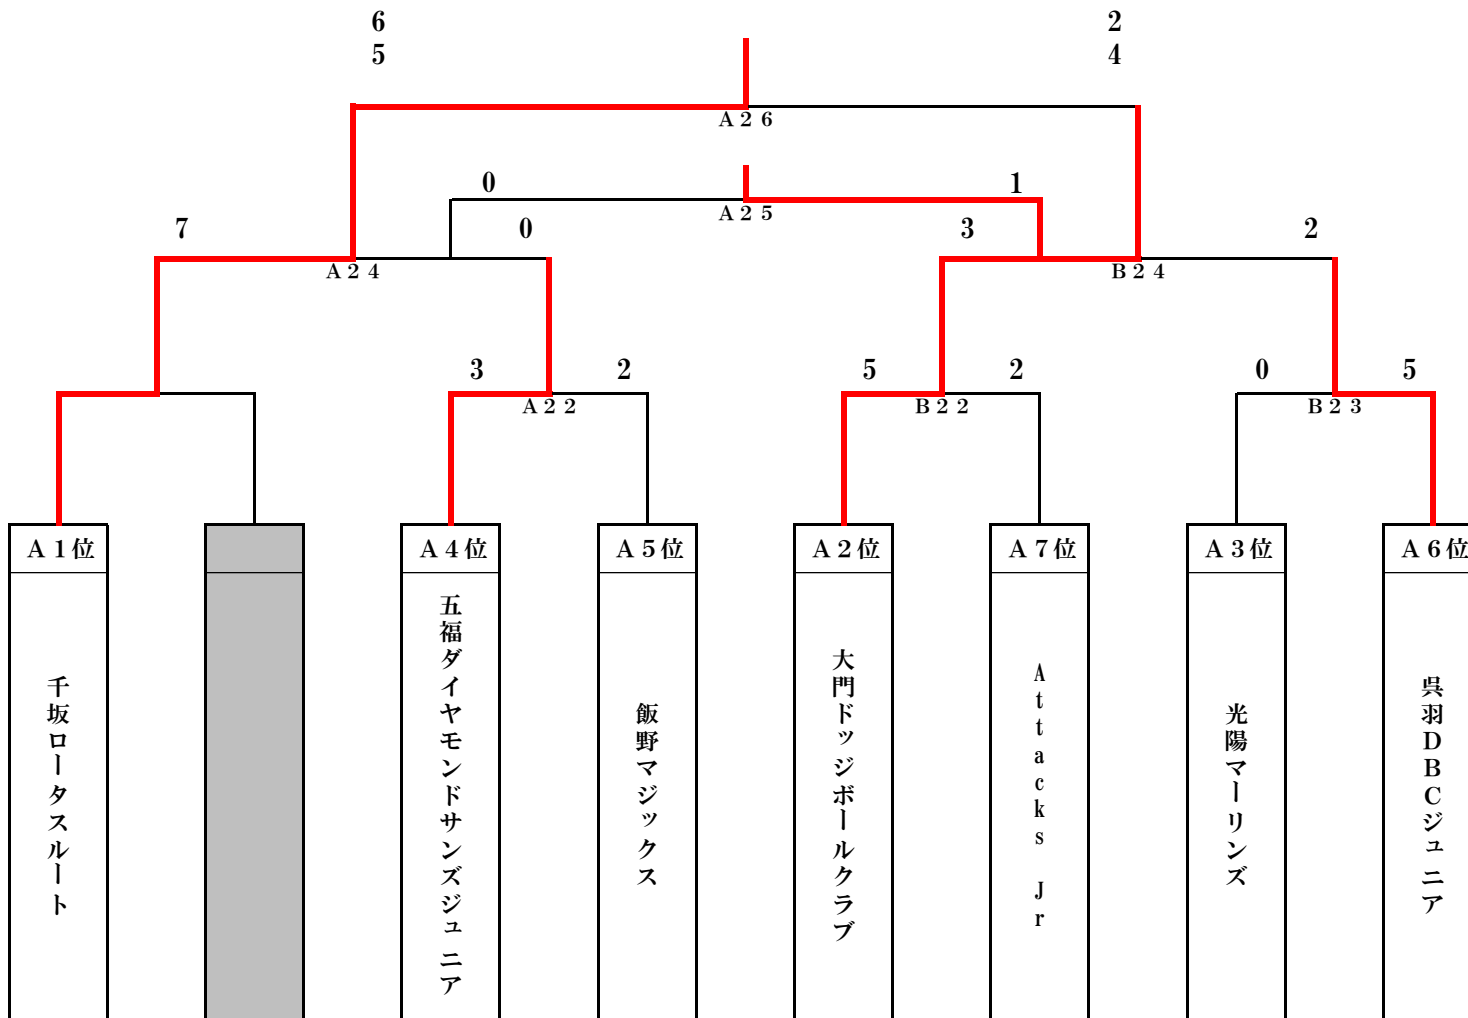 6 2
5 4
A26
0 1
A25
7 0 3 2
A24 B24
3 2 5 2 0 5
A22 B22 B23
A1位 A4位 A5位 A2位 A7位 A3位 A6位
千坂ロータスルート
五福ダイヤモンドサンズジュニア
飯野マジックス
大門ドッジボールクラブ
Attacks Jr
光陽マーリンズ
呉羽DBCジュニア